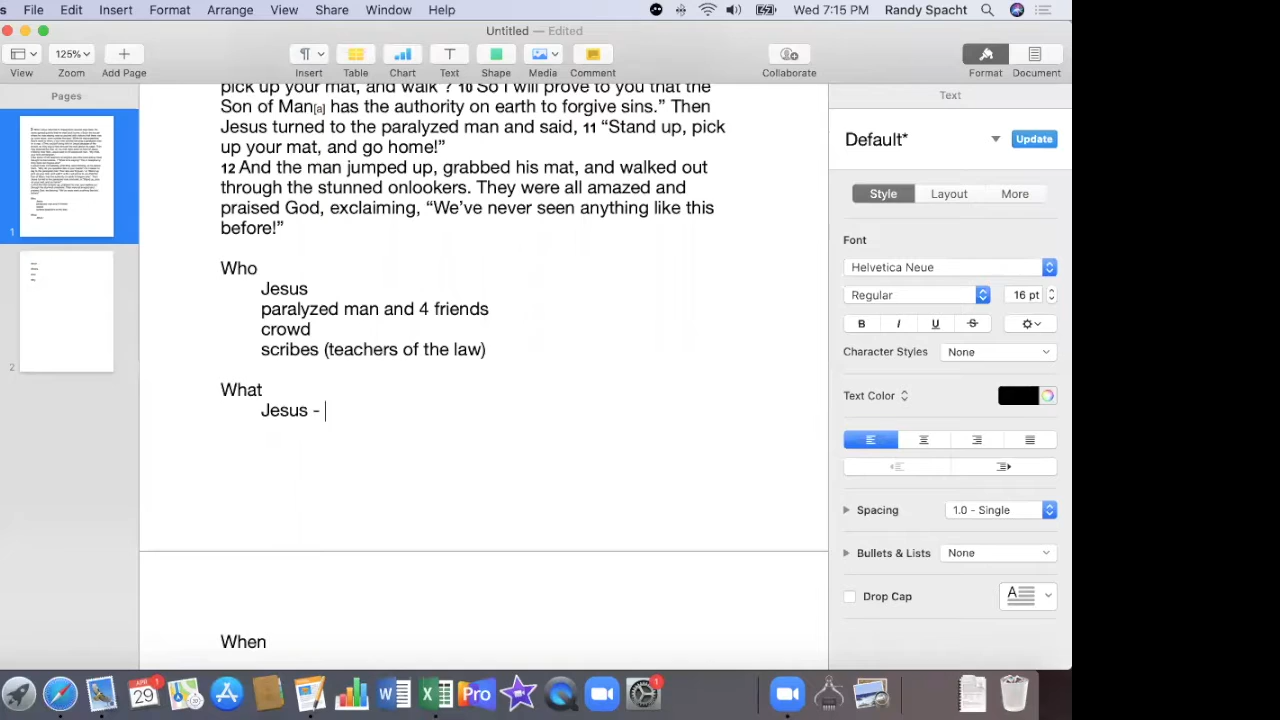 s File Edit Insert Format Arrange View Share Window Help Wed 7:15 PM Randy Spacht
Untitled — Edited
125%
View Zoom Add Page Insert Table Chart Text Shape Media Comment Collaborate Format Document
Pages
Text
pick up your mat, and walk'? 10 So I will prove to you that the
Son of Man[a] has the authority on earth to forgive sins.” Then
Jesus turned to the paralyzed man and said, 11 “Stand up, pick
up your mat, and go home!”
12 And the man jumped up, grabbed his mat, and walked out
through the stunned onlookers. They were all amazed and
praised God, exclaiming, “We’ve never seen anything like this
before!”
Who
Jesus
paralyzed man and 4 friends
crowd
scribes (teachers of the law)
What
Jesus -
When
1
2
Default*
Update
Style Layout More
Font
Helvetica Neue
Regular 16 pt
B I U S
Character Styles None
Text Color
Spacing 1.0 - Single
Bullets & Lists None
Drop Cap
A
APR 1
29
W X Pro 1